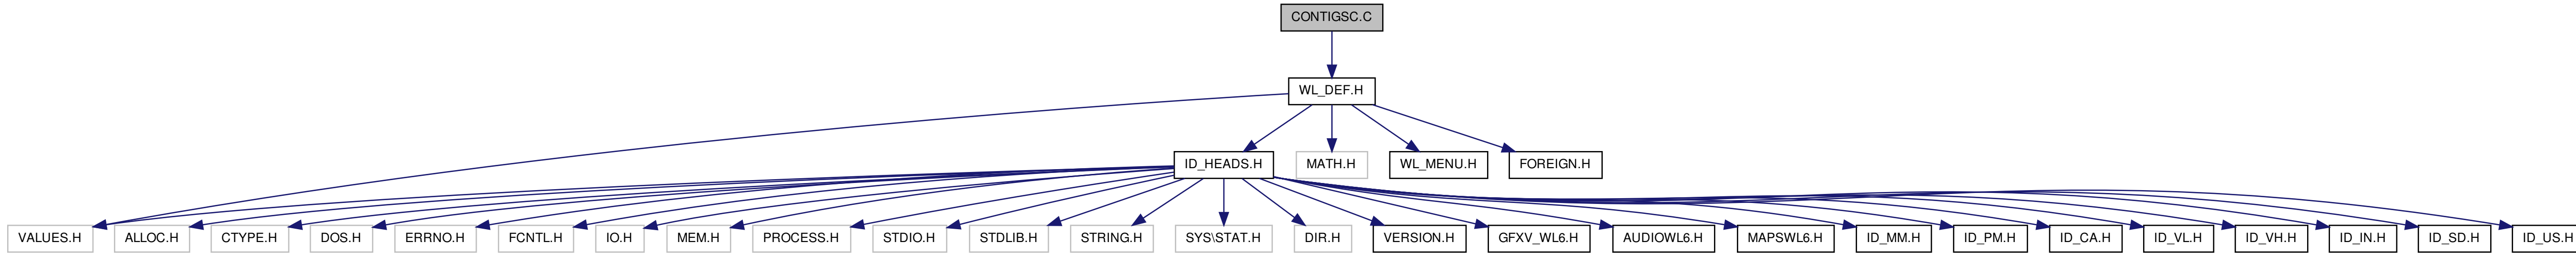 CONTIGSC.C
WL_DEF.H
ID_HEADS.H
MATH.H
WL_MENU.H
FOREIGN.H
VALUES.H
ALLOC.H
CTYPE.H
DOS.H
ERRNO.H
FCNTL.H
IO.H
MEM.H
PROCESS.H
STDIO.H
STDLIB.H
STRING.H
SYS\STAT.H
DIR.H
VERSION.H
GFXV_WL6.H
AUDIOWL6.H
MAPSWL6.H
ID_MM.H
ID_PM.H
ID_CA.H
ID_VL.H
ID_VH.H
ID_IN.H
ID_SD.H
ID_US.H